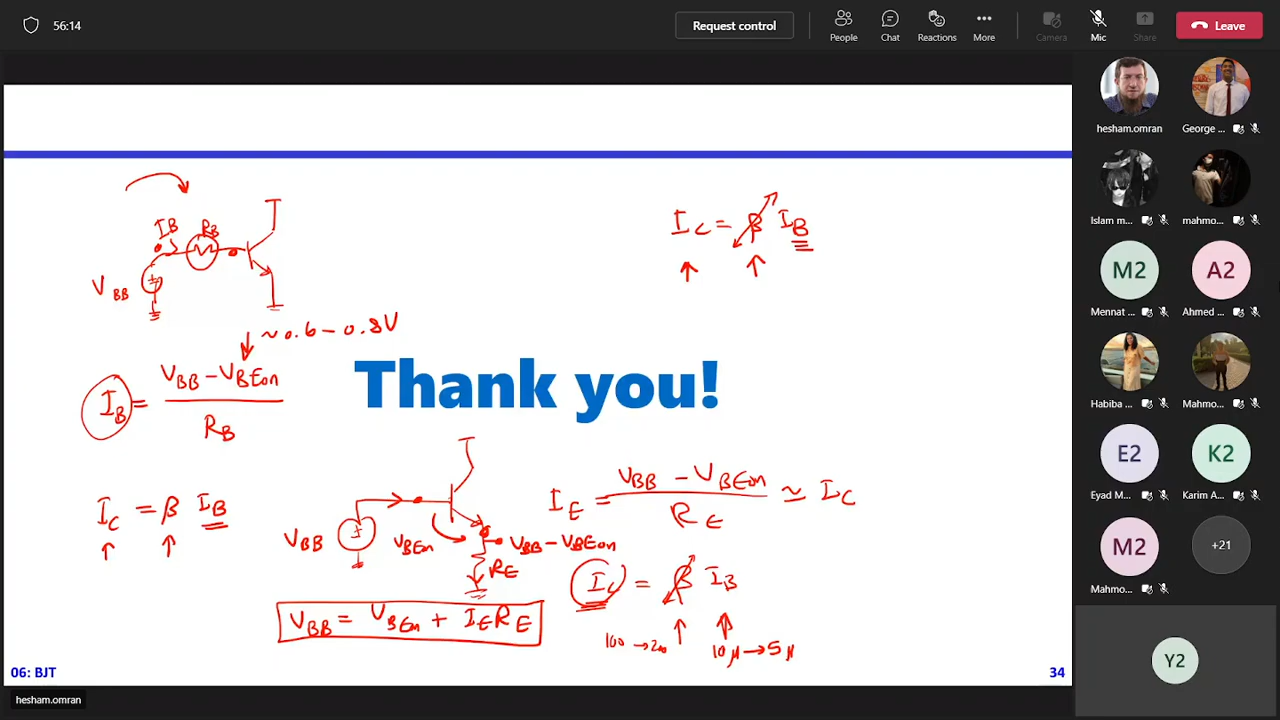 56:14
Request control
People
Chat
Reactions
More
Camera
Mic
Share
Leave
hesham.omran
George ...
Islam m...
mahmo...
Mennat ...
Ahmed ...
Habiba ...
Mahmo...
Eyad M...
Karim A...
Mahmo...
M2
A2
E2
K2
M2
+21
Y2
IB RB
VBB
~0.6 – 0.8V
IB = (VBB – VBEon) / RB
IC = β IB
IC = β IB
Thank you!
VBB
VBEon
VBB – VBEon
RE
VBB = VBEon + IE RE
IE = (VBB – VBEon) / RE ≃ IC
IC = β IB
100 → 200
10μ → 5μ
06: BJT
34
hesham.omran